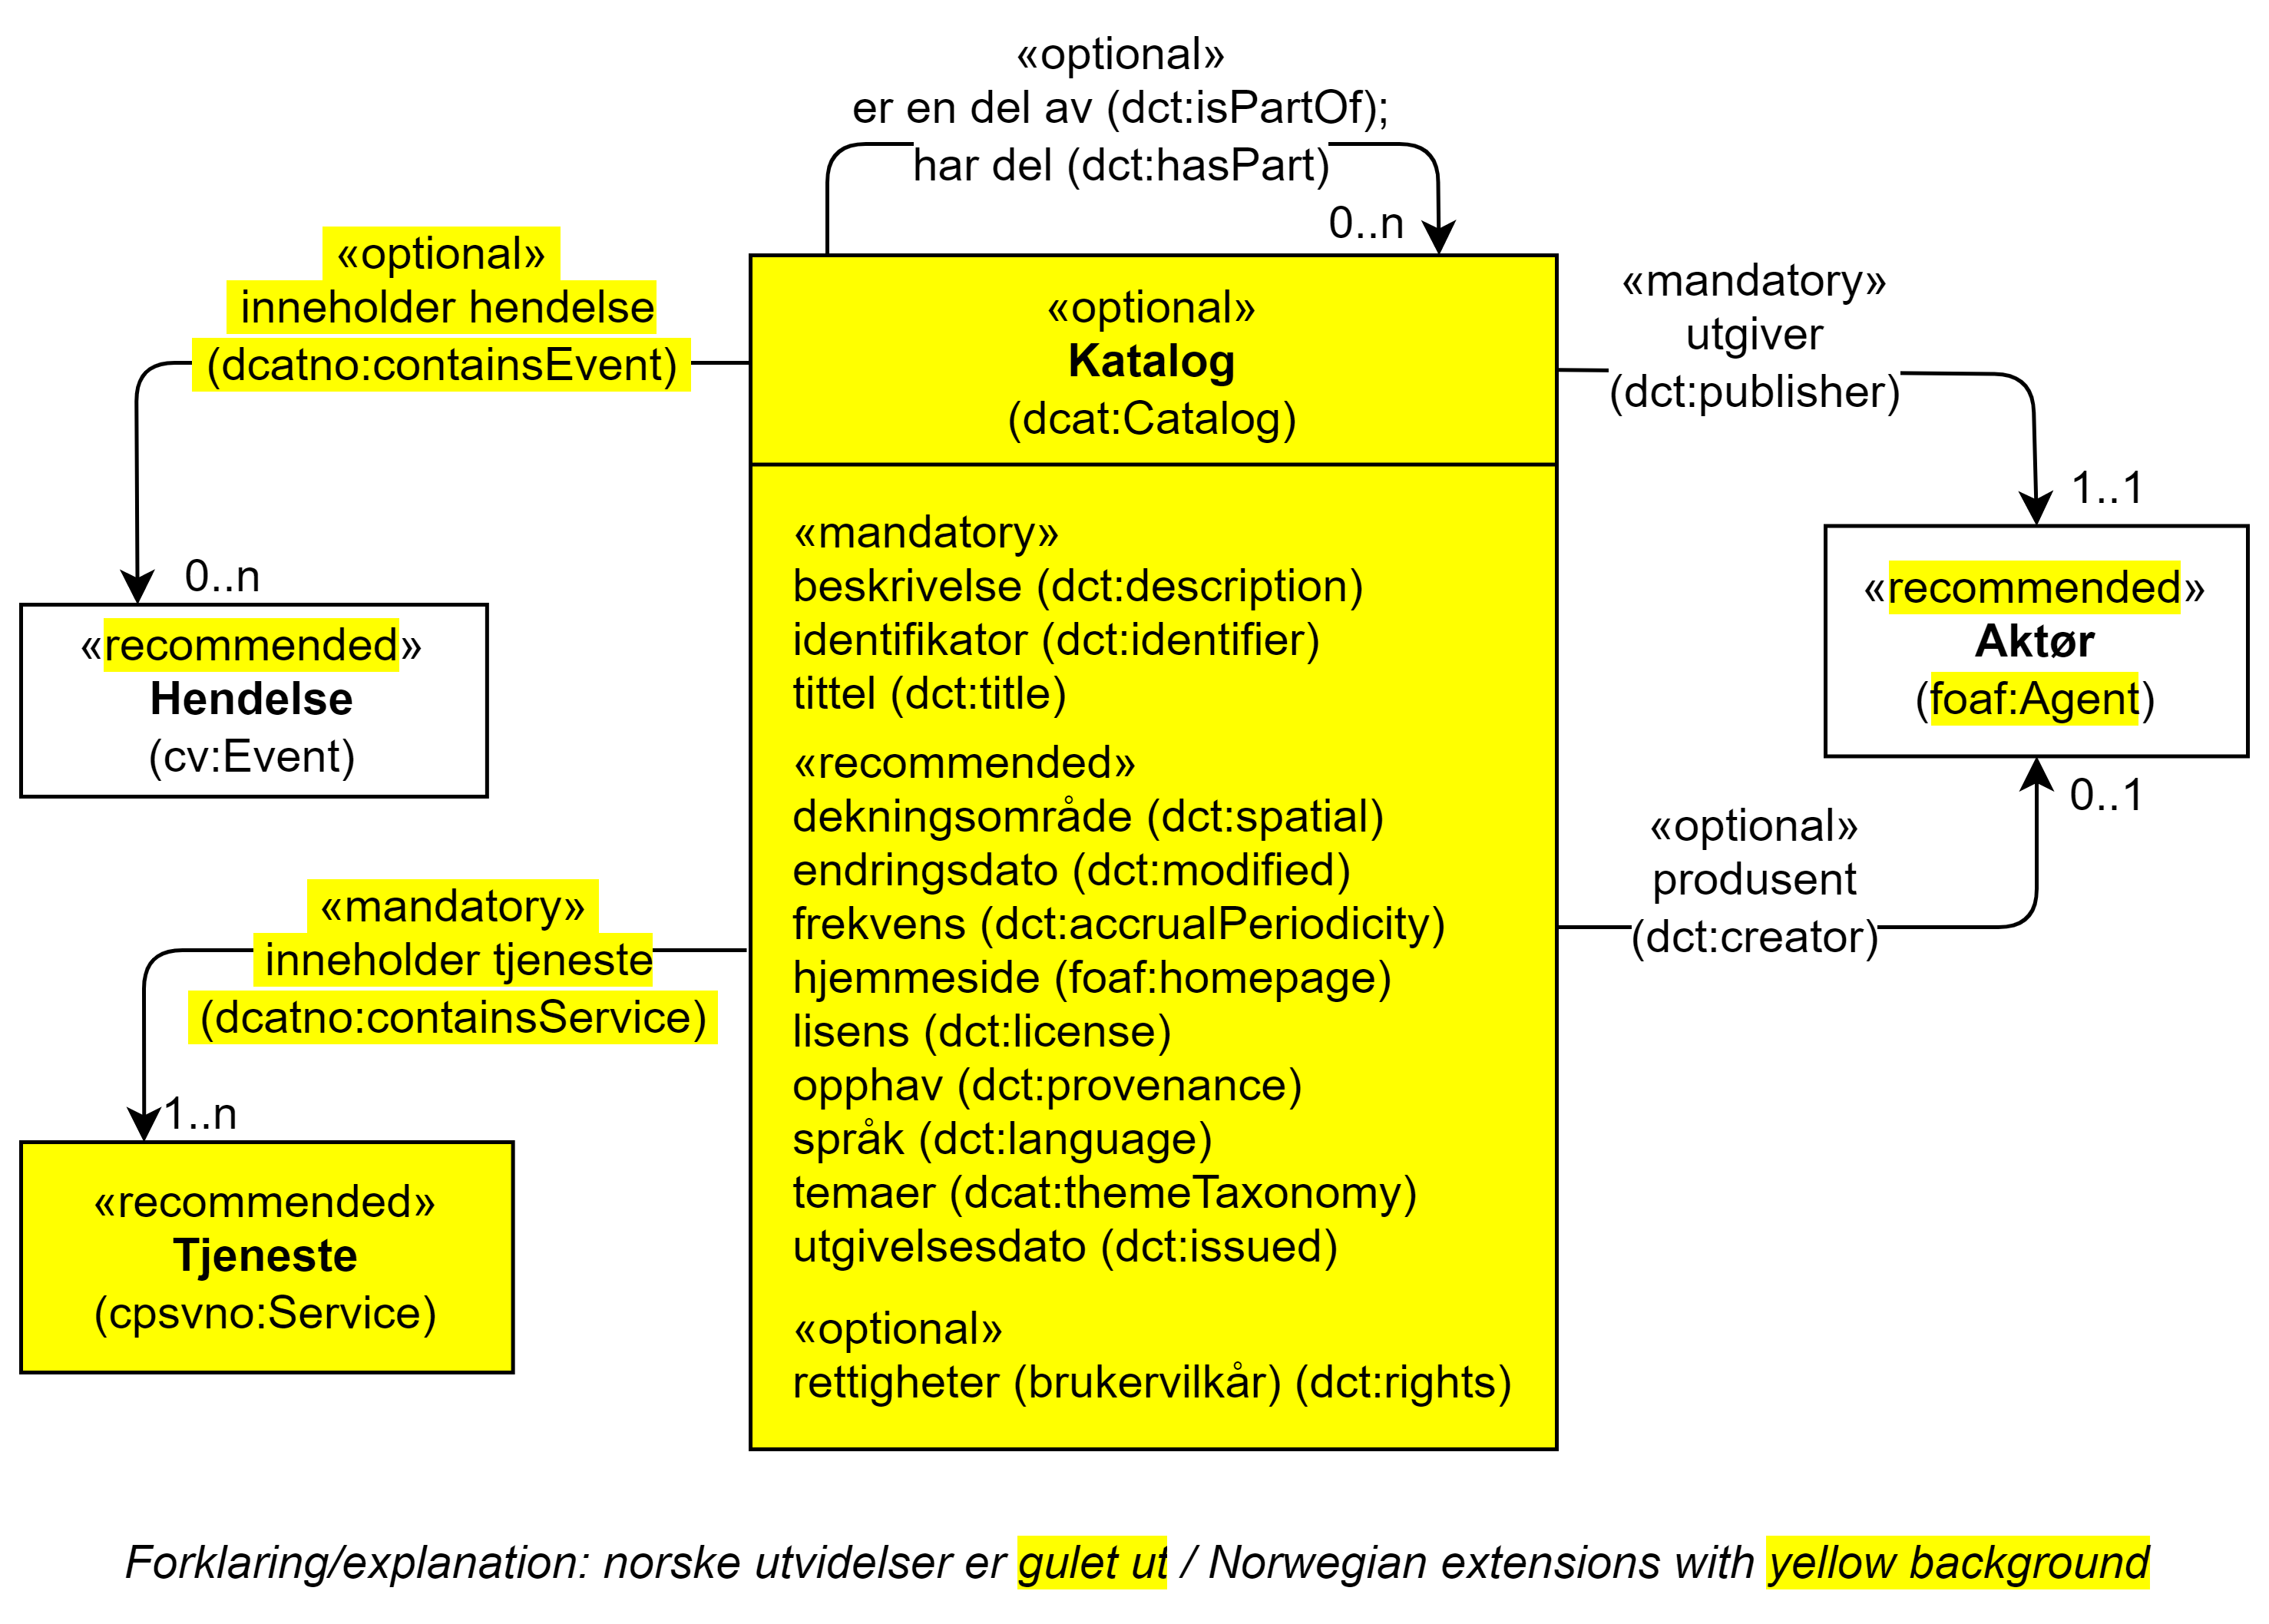 «optional»
er en del av (dct:isPartOf);
har del (dct:hasPart)
0..n
«optional»
inneholder hendelse
(dcatno:containsEvent)
0..n
«recommended»
Hendelse
(cv:Event)
«mandatory»
inneholder tjeneste
(dcatno:containsService)
1..n
«recommended»
Tjeneste
(cpsvno:Service)
«optional»
Katalog
(dcat:Catalog)
«mandatory»
beskrivelse (dct:description)
identifikator (dct:identifier)
tittel (dct:title)
«recommended»
dekningsområde (dct:spatial)
endringsdato (dct:modified)
frekvens (dct:accrualPeriodicity)
hjemmeside (foaf:homepage)
lisens (dct:license)
opphav (dct:provenance)
språk (dct:language)
temaer (dcat:themeTaxonomy)
utgivelsesdato (dct:issued)
«optional»
rettigheter (brukervilkår) (dct:rights)
«mandatory»
utgiver
(dct:publisher)
1..1
«recommended»
Aktør
(foaf:Agent)
0..1
«optional»
produsent
(dct:creator)
Forklaring/explanation: norske utvidelser er gulet ut / Norwegian extensions with yellow background